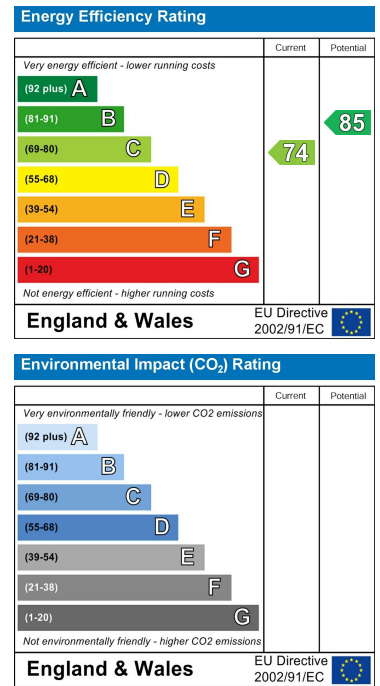 Energy Efficiency Rating
Current Potential
Very energy efficient - lower running costs
(92 plus) A
(81-91) B
85
(69-80) C
74
(55-68) D
(39-54) E
(21-38) F
(1-20) G
Not energy efficient - higher running costs
England & Wales
EU Directive
2002/91/EC
Environmental Impact (CO₂) Rating
Current Potential
Very environmentally friendly - lower CO2 emissions
(92 plus) A
(81-91) B
(69-80) C
(55-68) D
(39-54) E
(21-38) F
(1-20) G
Not environmentally friendly - higher CO2 emissions
England & Wales
EU Directive
2002/91/EC